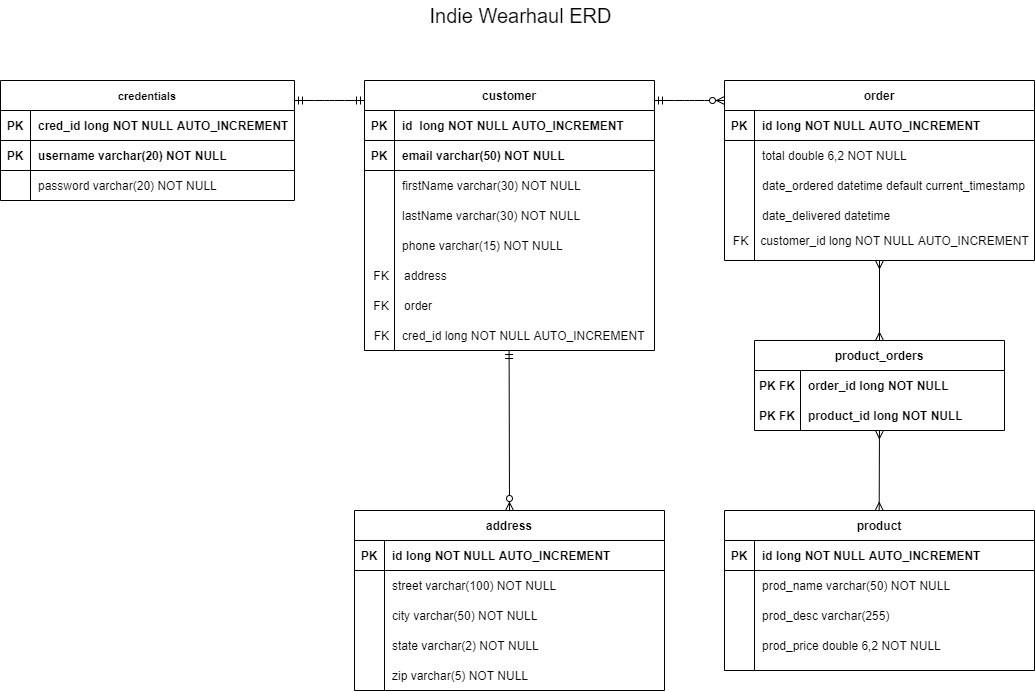 Indie Wearhaul ERD
credentials
PK cred_id long NOT NULL AUTO_INCREMENT
PK username varchar(20) NOT NULL
password varchar(20) NOT NULL
customer
PK id long NOT NULL AUTO_INCREMENT
PK email varchar(50) NOT NULL
firstName varchar(30) NOT NULL
lastName varchar(30) NOT NULL
phone varchar(15) NOT NULL
FK address
FK order
FK cred_id long NOT NULL AUTO_INCREMENT
order
PK id long NOT NULL AUTO_INCREMENT
total double 6,2 NOT NULL
date_ordered datetime default current_timestamp
date_delivered datetime
FK customer_id long NOT NULL AUTO_INCREMENT
product_orders
PK FK order_id long NOT NULL
PK FK product_id long NOT NULL
address
PK id long NOT NULL AUTO_INCREMENT
street varchar(100) NOT NULL
city varchar(50) NOT NULL
state varchar(2) NOT NULL
zip varchar(5) NOT NULL
product
PK id long NOT NULL AUTO_INCREMENT
prod_name varchar(50) NOT NULL
prod_desc varchar(255)
prod_price double 6,2 NOT NULL